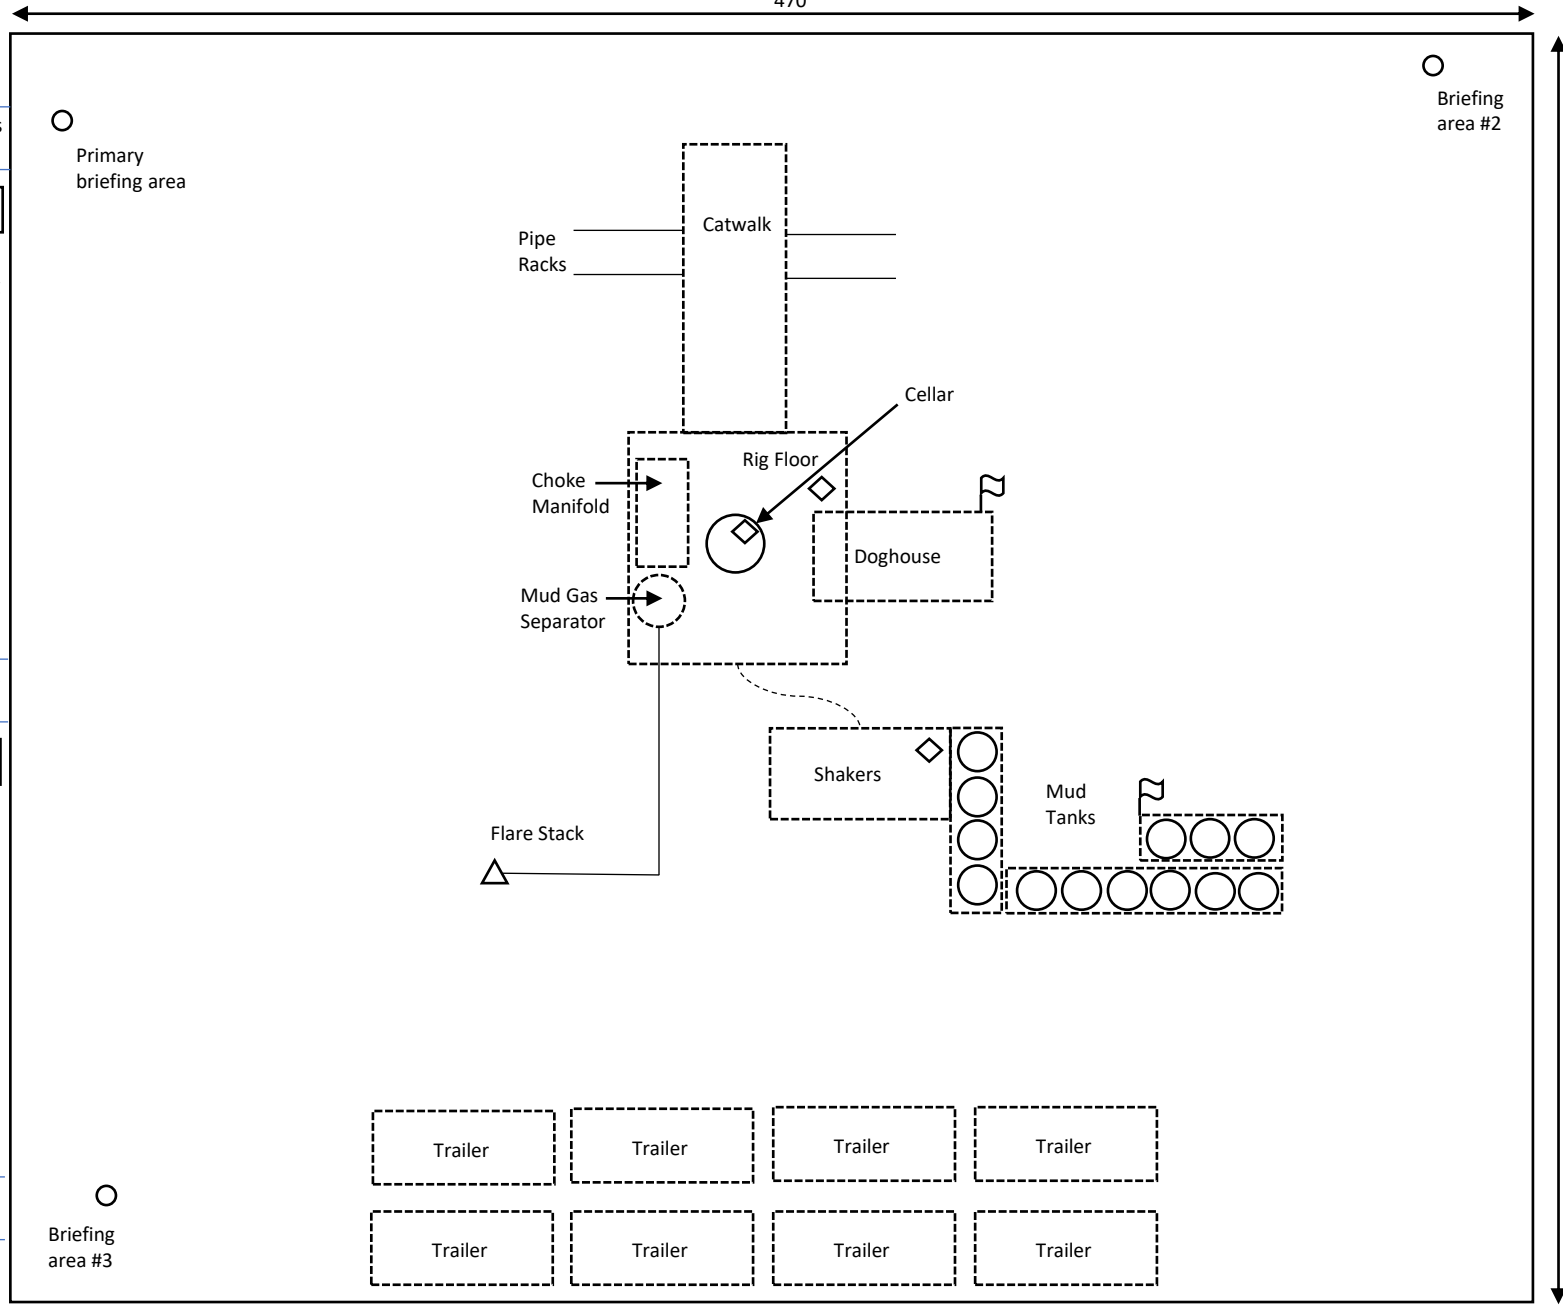 470
Briefing
area #2
Primary
briefing area
Catwalk
Pipe
Racks
Cellar
Rig Floor
Choke
Manifold
Doghouse
Mud Gas
Separator
Shakers
Mud
Tanks
Flare Stack
Trailer
Trailer
Trailer
Trailer
Trailer
Trailer
Trailer
Trailer
Briefing
area #3